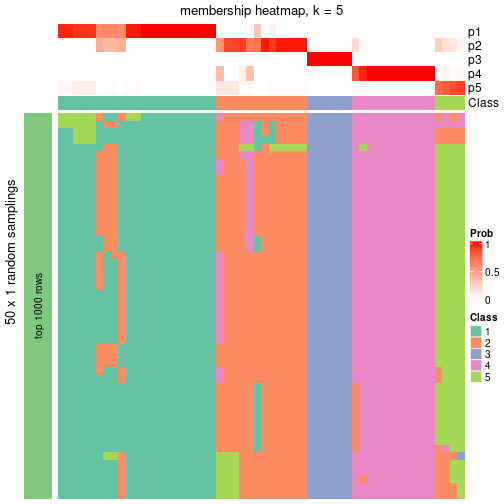 membership heatmap, k = 5
p1
p2
p3
p4
p5
Class
50 x 1 random samplings
top 1000 rows
Prob
1
0.5
0
Class
1
2
3
4
5